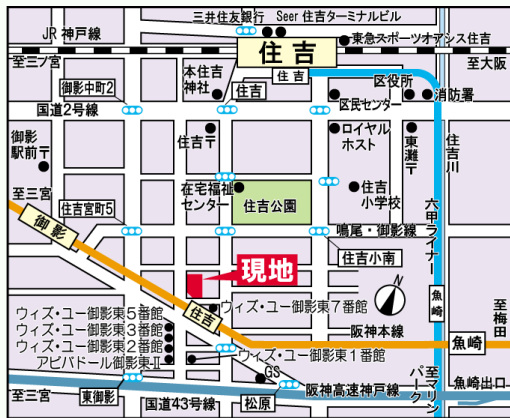 三井住友銀行
Seer 住吉ターミナルビル
JR 神戸線
住吉
東急スポーツオアシス住吉
至三ノ宮
住吉
至大阪
御影中町2
本住吉
神社
住吉
区役所
消防署
国道2号線
区民センター
御影
駅前〒
住吉〒
ロイヤル
ホスト
東灘〒
住吉川
至三宮
在宅福祉
センター
住吉公園
住吉
小学校
六甲ライナー
住吉宮町5
鳴尾・御影線
御影
住吉小南
現地
N
魚崎
至梅田
住吉
ウィズ・ユー御影東7番館
ウィズ・ユー御影東5番館
ウィズ・ユー御影東3番館
ウィズ・ユー御影東2番館
アビバドール御影東-Ⅱ
阪神本線
魚崎
ウィズ・ユー御影東1番館
GS
至マリンパーク
至三宮
東御影
国道43号線
松原
阪神高速神戸線
魚崎出口